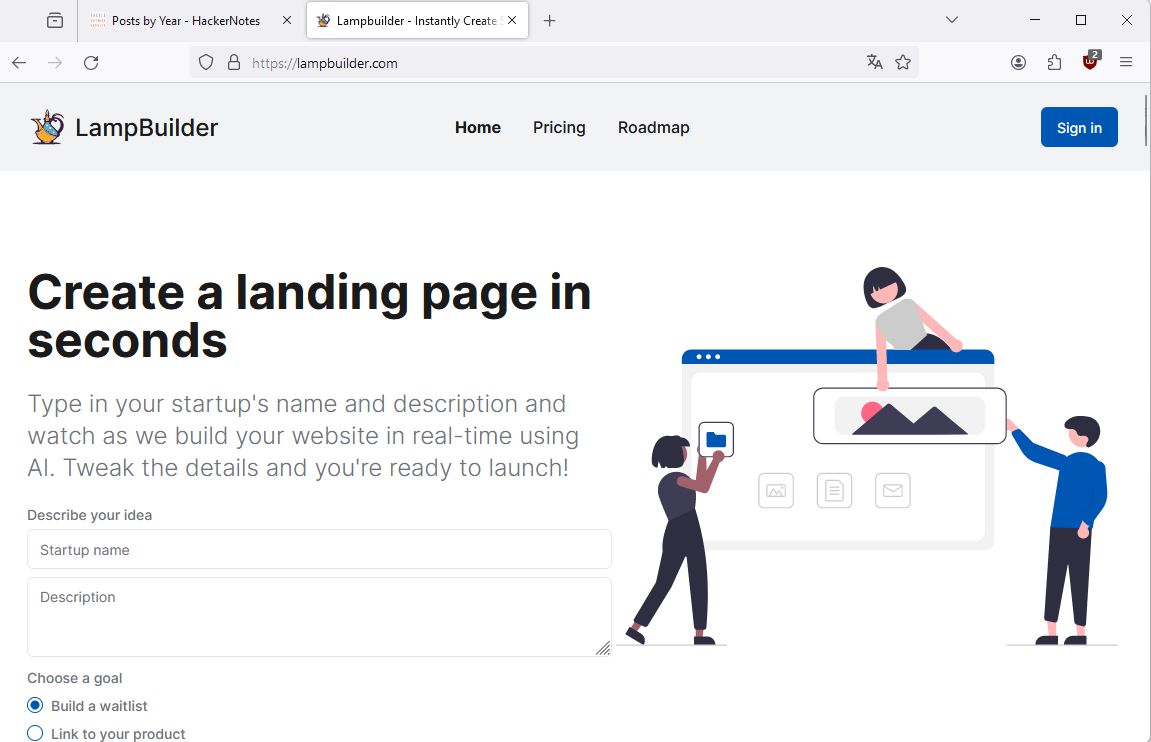 Posts by Year - HackerNotes
Lampbuilder - Instantly Create
https://lampbuilder.com
2
LampBuilder
Home
Pricing
Roadmap
Sign in
Create a landing page in
seconds
Type in your startup's name and description and
watch as we build your website in real-time using
AI. Tweak the details and you're ready to launch!
Describe your idea
Startup name
Description
Choose a goal
Build a waitlist
Link to your product